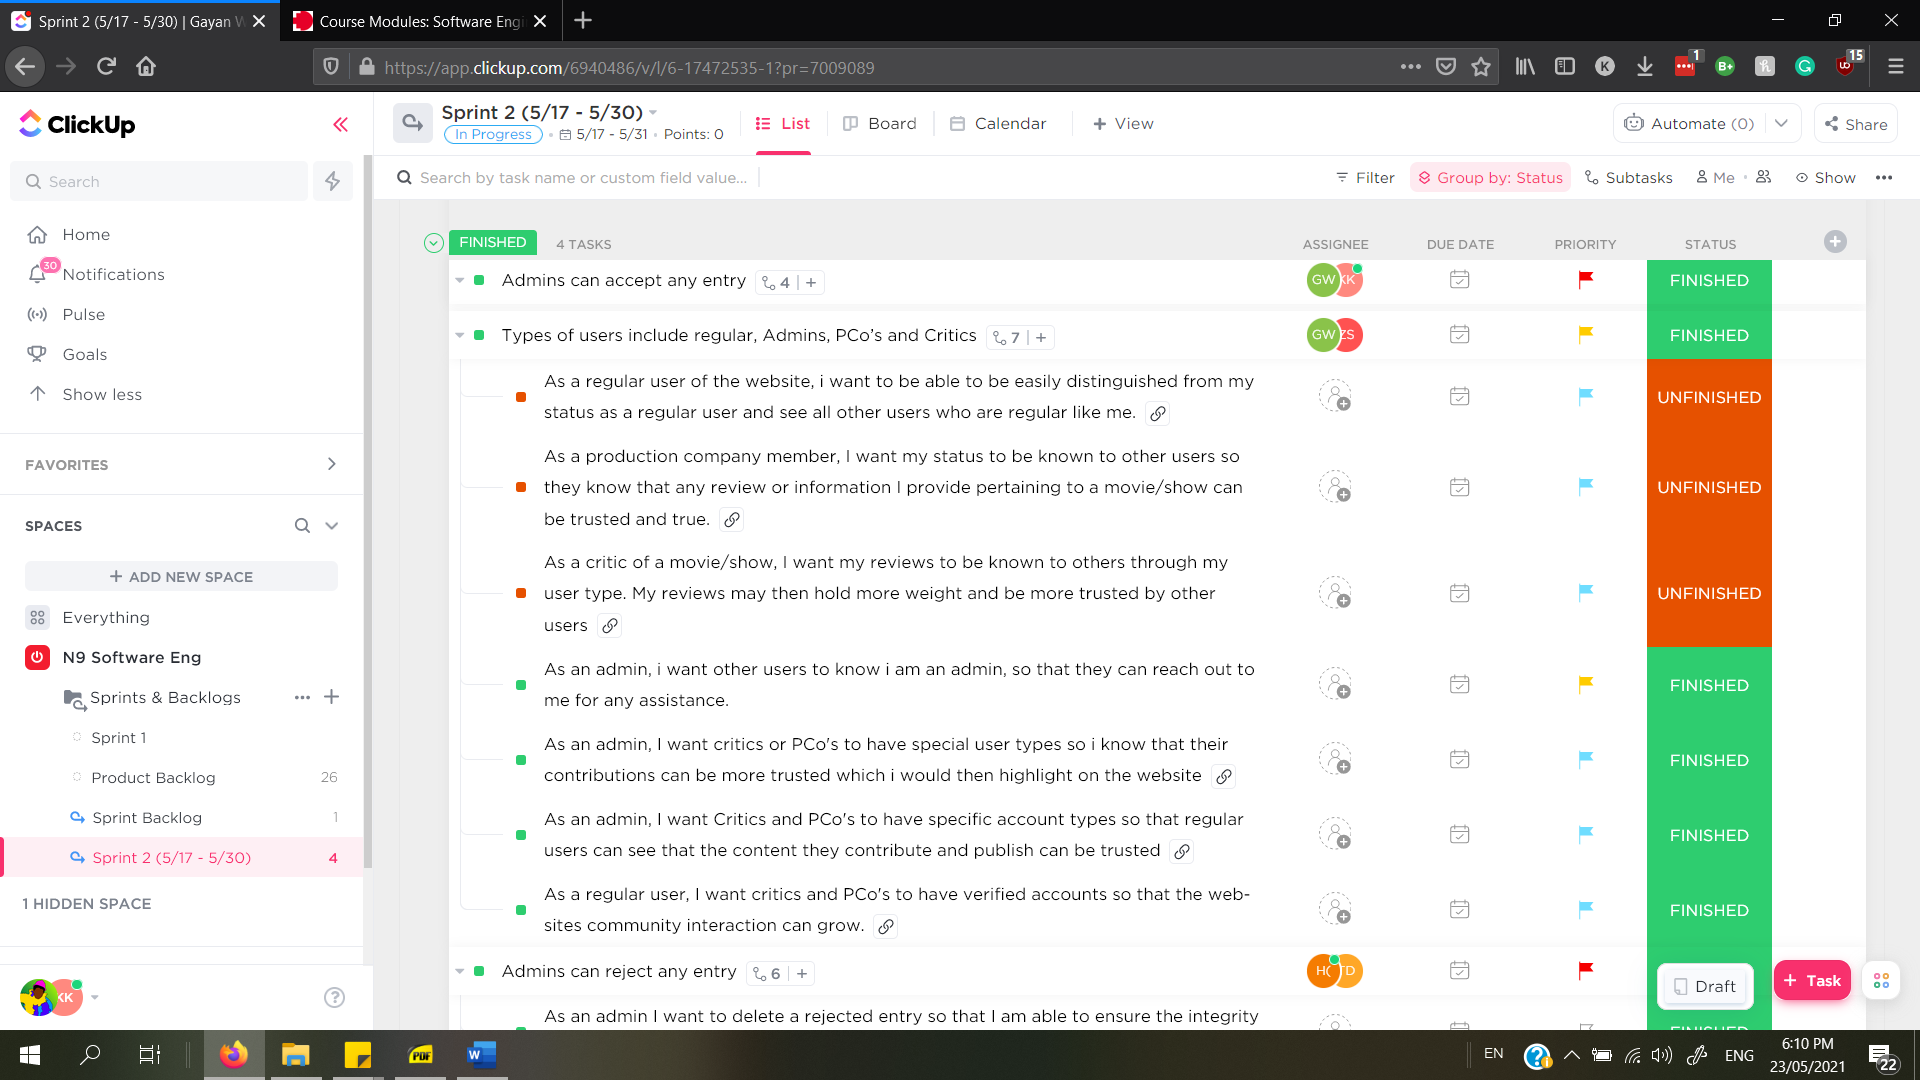 Sprint 2 (5/17 - 5/30) | Gayan W
Course Modules: Software Engi
https://app.clickup.com/6940486/v/l/6-17472535-1?pr=7009089
1
15
ClickUp
Sprint 2 (5/17 - 5/30)
In Progress
5/17 - 5/31
Points: 0
List
Board
Calendar
+ View
Automate (0)
Share
Search
Search by task name or custom field value...
Filter
Group by: Status
Subtasks
Me
Show
Home
30
Notifications
Pulse
Goals
Show less
FAVORITES
SPACES
+ ADD NEW SPACE
Everything
N9 Software Eng
Sprints & Backlogs
Sprint 1
Product Backlog 26
Sprint Backlog 1
Sprint 2 (5/17 - 5/30) 4
1 HIDDEN SPACE
KK
FINISHED 4 TASKS ASSIGNEE DUE DATE PRIORITY STATUS
Admins can accept any entry 4 + GW KK FINISHED
Types of users include regular, Admins, PCo’s and Critics 7 + GW ZS FINISHED
As a regular user of the website, i want to be able to be easily distinguished from my
status as a regular user and see all other users who are regular like me.
UNFINISHED
As a production company member, I want my status to be known to other users so
they know that any review or information I provide pertaining to a movie/show can
be trusted and true.
UNFINISHED
As a critic of a movie/show, I want my reviews to be known to others through my
user type. My reviews may then hold more weight and be more trusted by other
users
UNFINISHED
As an admin, i want other users to know i am an admin, so that they can reach out to
me for any assistance.
FINISHED
As an admin, I want critics or PCo's to have special user types so i know that their
contributions can be more trusted which i would then highlight on the website
FINISHED
As an admin, I want Critics and PCo's to have specific account types so that regular
users can see that the content they contribute and publish can be trusted
FINISHED
As a regular user, I want critics and PCo's to have verified accounts so that the web-
sites community interaction can grow.
FINISHED
Admins can reject any entry 6 + TD
As an admin I want to delete a rejected entry so that I am able to ensure the integrity
FINISHED
Draft
+ Task
EN
ENG
6:10 PM
23/05/2021
22